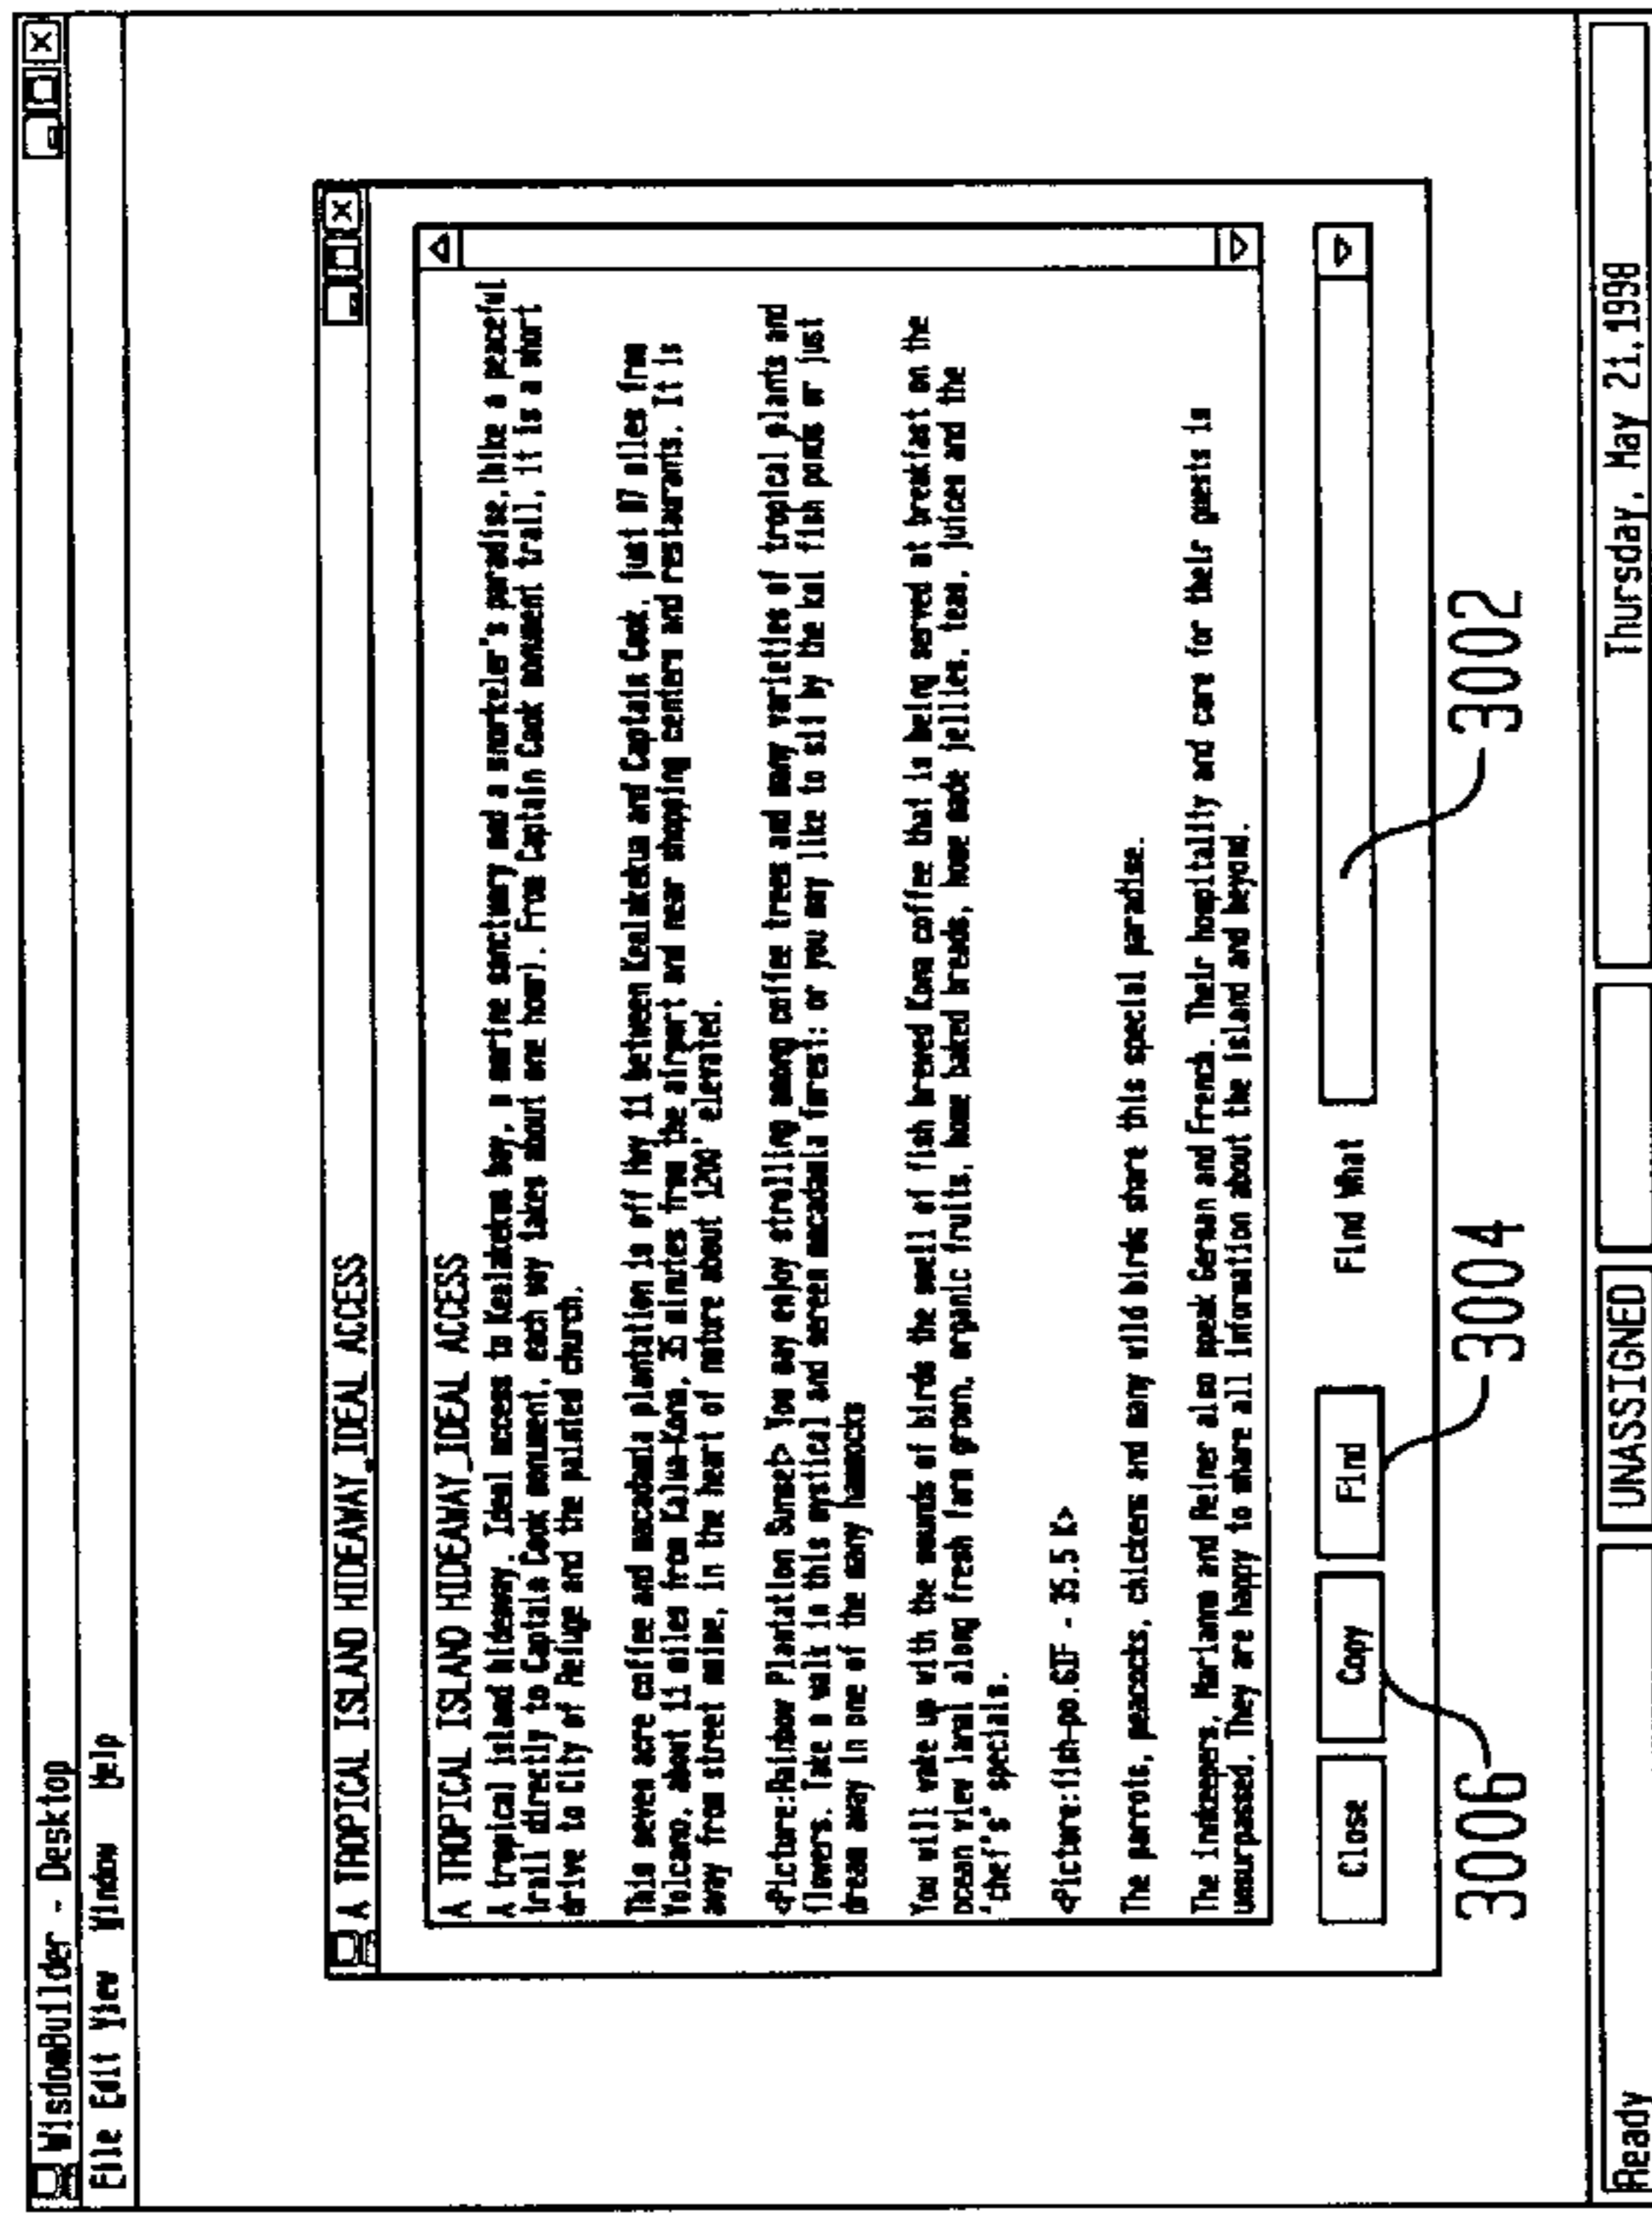 WisdomBuilder - Desktop
File Edit View Window Help
A TROPICAL ISLAND HIDEAWAY_IDEAL ACCESS
A TROPICAL ISLAND HIDEAWAY_IDEAL ACCESS
A tropical island hideaway. Ideal access to Kealakekua bay, a marine sanctuary and a snorkeler's paradise.(hike a peaceful
trail directly to Captain Cook monument, each way takes about one hour). From Captain Cook monument trall, it is a short
drive to City of Refuge and the painted church.
This seven acre coffee and macadamia plantation is off Hwy 11 between Kealakekua and Captain Cook, just 07 miles from
Volcano, about 11 miles from Kalua-Kona, 35 minutes from the airport and near shopping centers and restaurants. It is
away from street noise, in the heart of nature about 1200' elevated.
<Picture:Rainbow Plantation Sunset> You may enjoy strolling among coffee trees and many varieties of tropical plants and
flowers. Take a walk in this mystical and screen macadamia forest: or you may like to sit by the koi fish ponds or just
dream away in one of the many hammocks
You will wake up with the sounds of birds the smell of fish brewed Kona coffee that is being served at breakfast on the
ocean view lanai along fresh farm grown, organic fruits, home baked breads, home made jellies, teas, juices and the
'chef's' specials.
<Picture:fish-po.GIF - 35.5 K>
The parrots, peacocks, chickens and many wild birds share this special paradise.
The innkeepers, Marianna and Reiner also speak German and French. Their hospitality and care for their guests is
unsurpassed. They are happy to share all information about the island and beyond.
Close Copy Find Find What
3006 3004 3002
Ready UNASSIGNED Thursday, May 21,1998